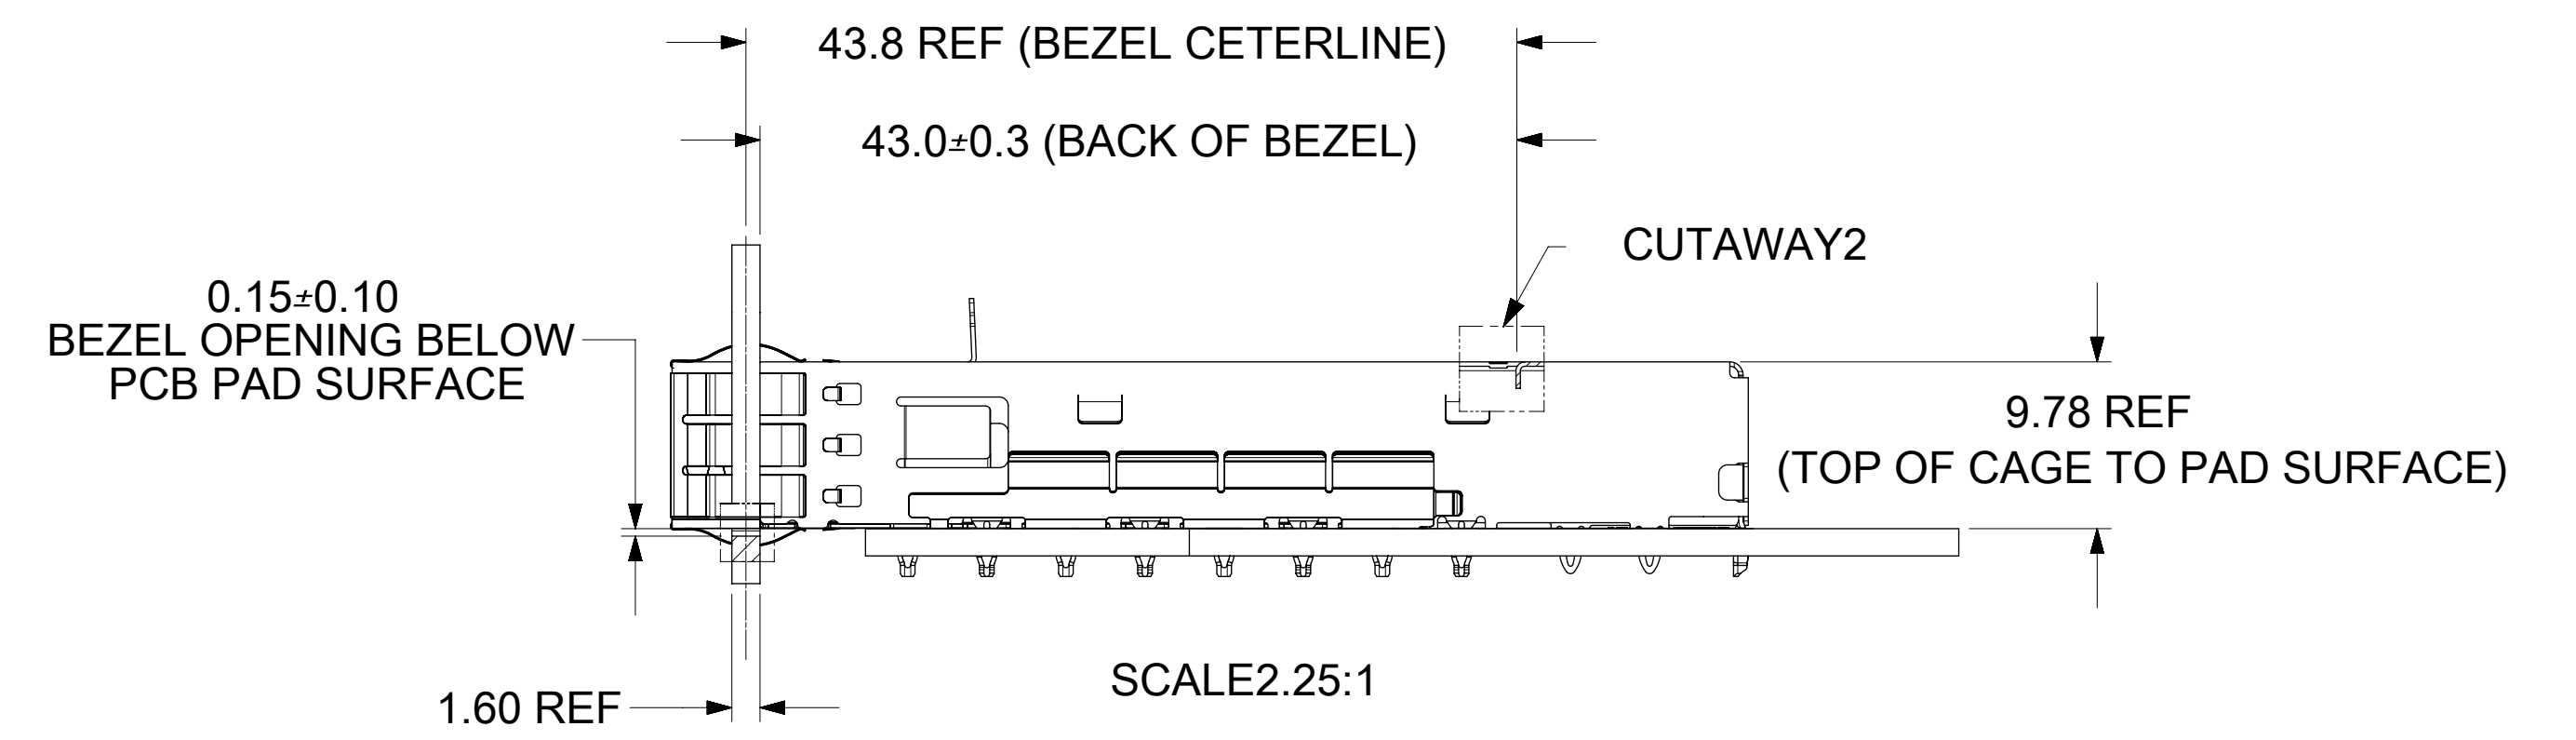 43.8 REF (BEZEL CETERLINE)
43.0±0.3 (BACK OF BEZEL)
CUTAWAY2
0.15±0.10
BEZEL OPENING BELOW
PCB PAD SURFACE
9.78 REF
(TOP OF CAGE TO PAD SURFACE)
SCALE2.25:1
1.60 REF